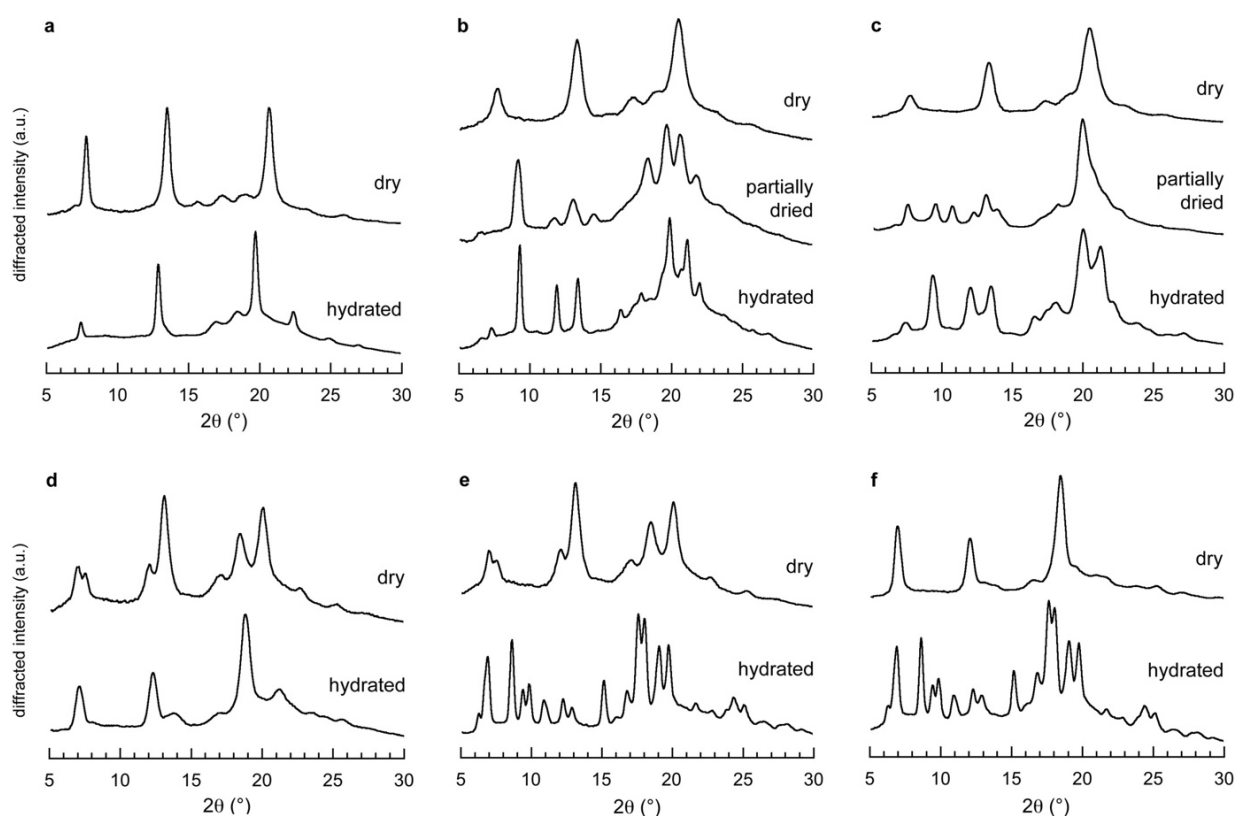 a
b
c
diffracted intensity (a.u.)
dry
hydrated
dry
partially
dried
hydrated
dry
partially
dried
hydrated
5 10 15 20 25 30
5 10 15 20 25 30
5 10 15 20 25 30
2θ (°)
2θ (°)
2θ (°)
d
e
f
diffracted intensity (a.u.)
dry
hydrated
dry
hydrated
dry
hydrated
5 10 15 20 25 30
5 10 15 20 25 30
5 10 15 20 25 30
2θ (°)
2θ (°)
2θ (°)